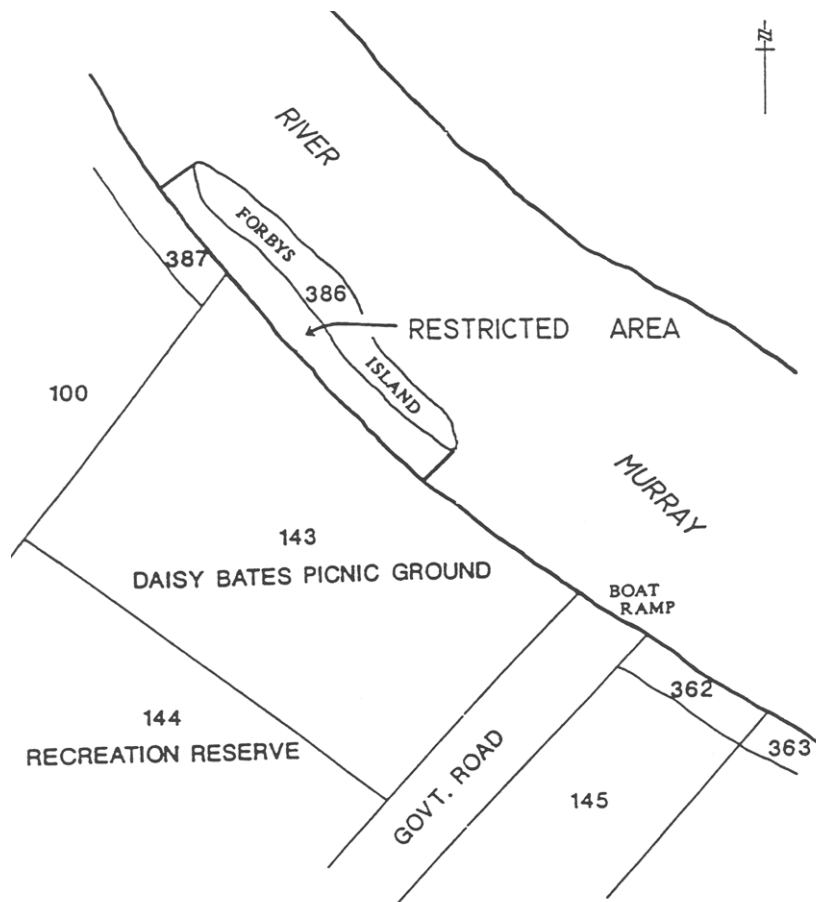 N
RIVER
FORBYS
387
386
RESTRICTED AREA
ISLAND
100
MURRAY
143
DAISY BATES PICNIC GROUND
BOAT
RAMP
362
144
RECREATION RESERVE
363
GOVT. ROAD
145